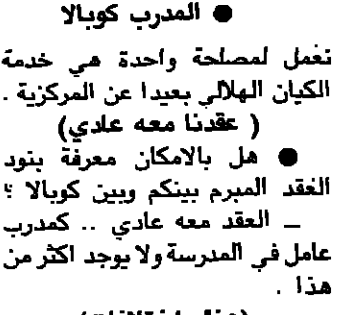 ● المدرب كوبالا
نعمل لمصلحة واحدة هي خدمة
الكيان الهلالي بعيدا عن المركزية .
( عقدنا معه عادي)
● هل بالامكان معرفة بنود
العقد المبرم بينكم وبين كوبالا ؟
ــ العقد معه عادي .. كمدرب
عامل في المدرسة ولا يوجد اكثر من
هذا .